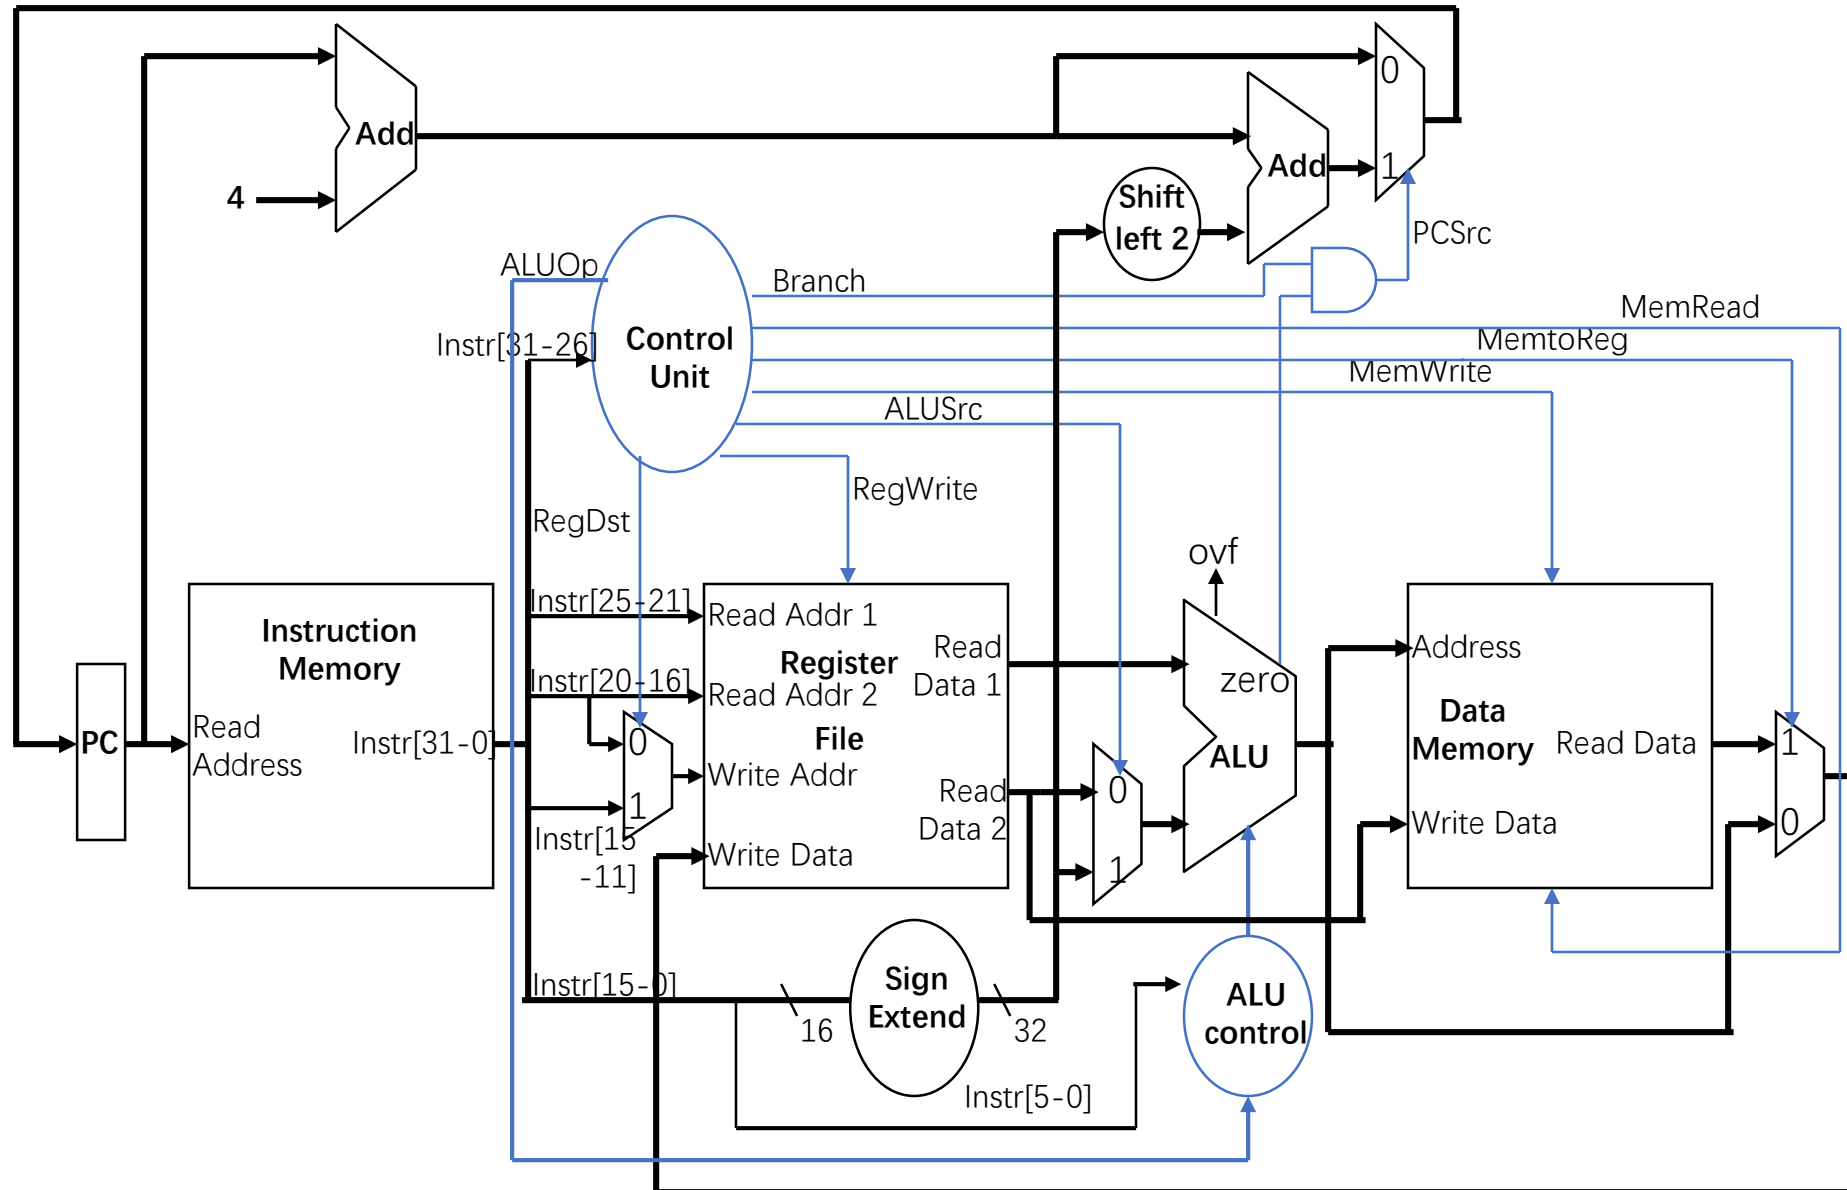 0
Add
1
Add
4
Shift
left 2
PCSrc
ALUOp
Branch
MemRead
Instr[31-26]
Control
Unit
MemtoReg
MemWrite
ALUSrc
RegWrite
RegDst
ovf
Instruction
Memory
Instr[25-21]
Read Addr 1
Register
Read
Data 1
Instr[20-16]
Read Addr 2
File
zero
Address
Data
Memory
PC
Read
Address
Instr[31-0]
0
Write Addr
ALU
Read Data
1
Read
Data 2
0
1
Instr[15
-11]
Write Data
1
Write Data
0
Instr[15-0]
16
Sign
Extend
32
ALU
control
Instr[5-0]